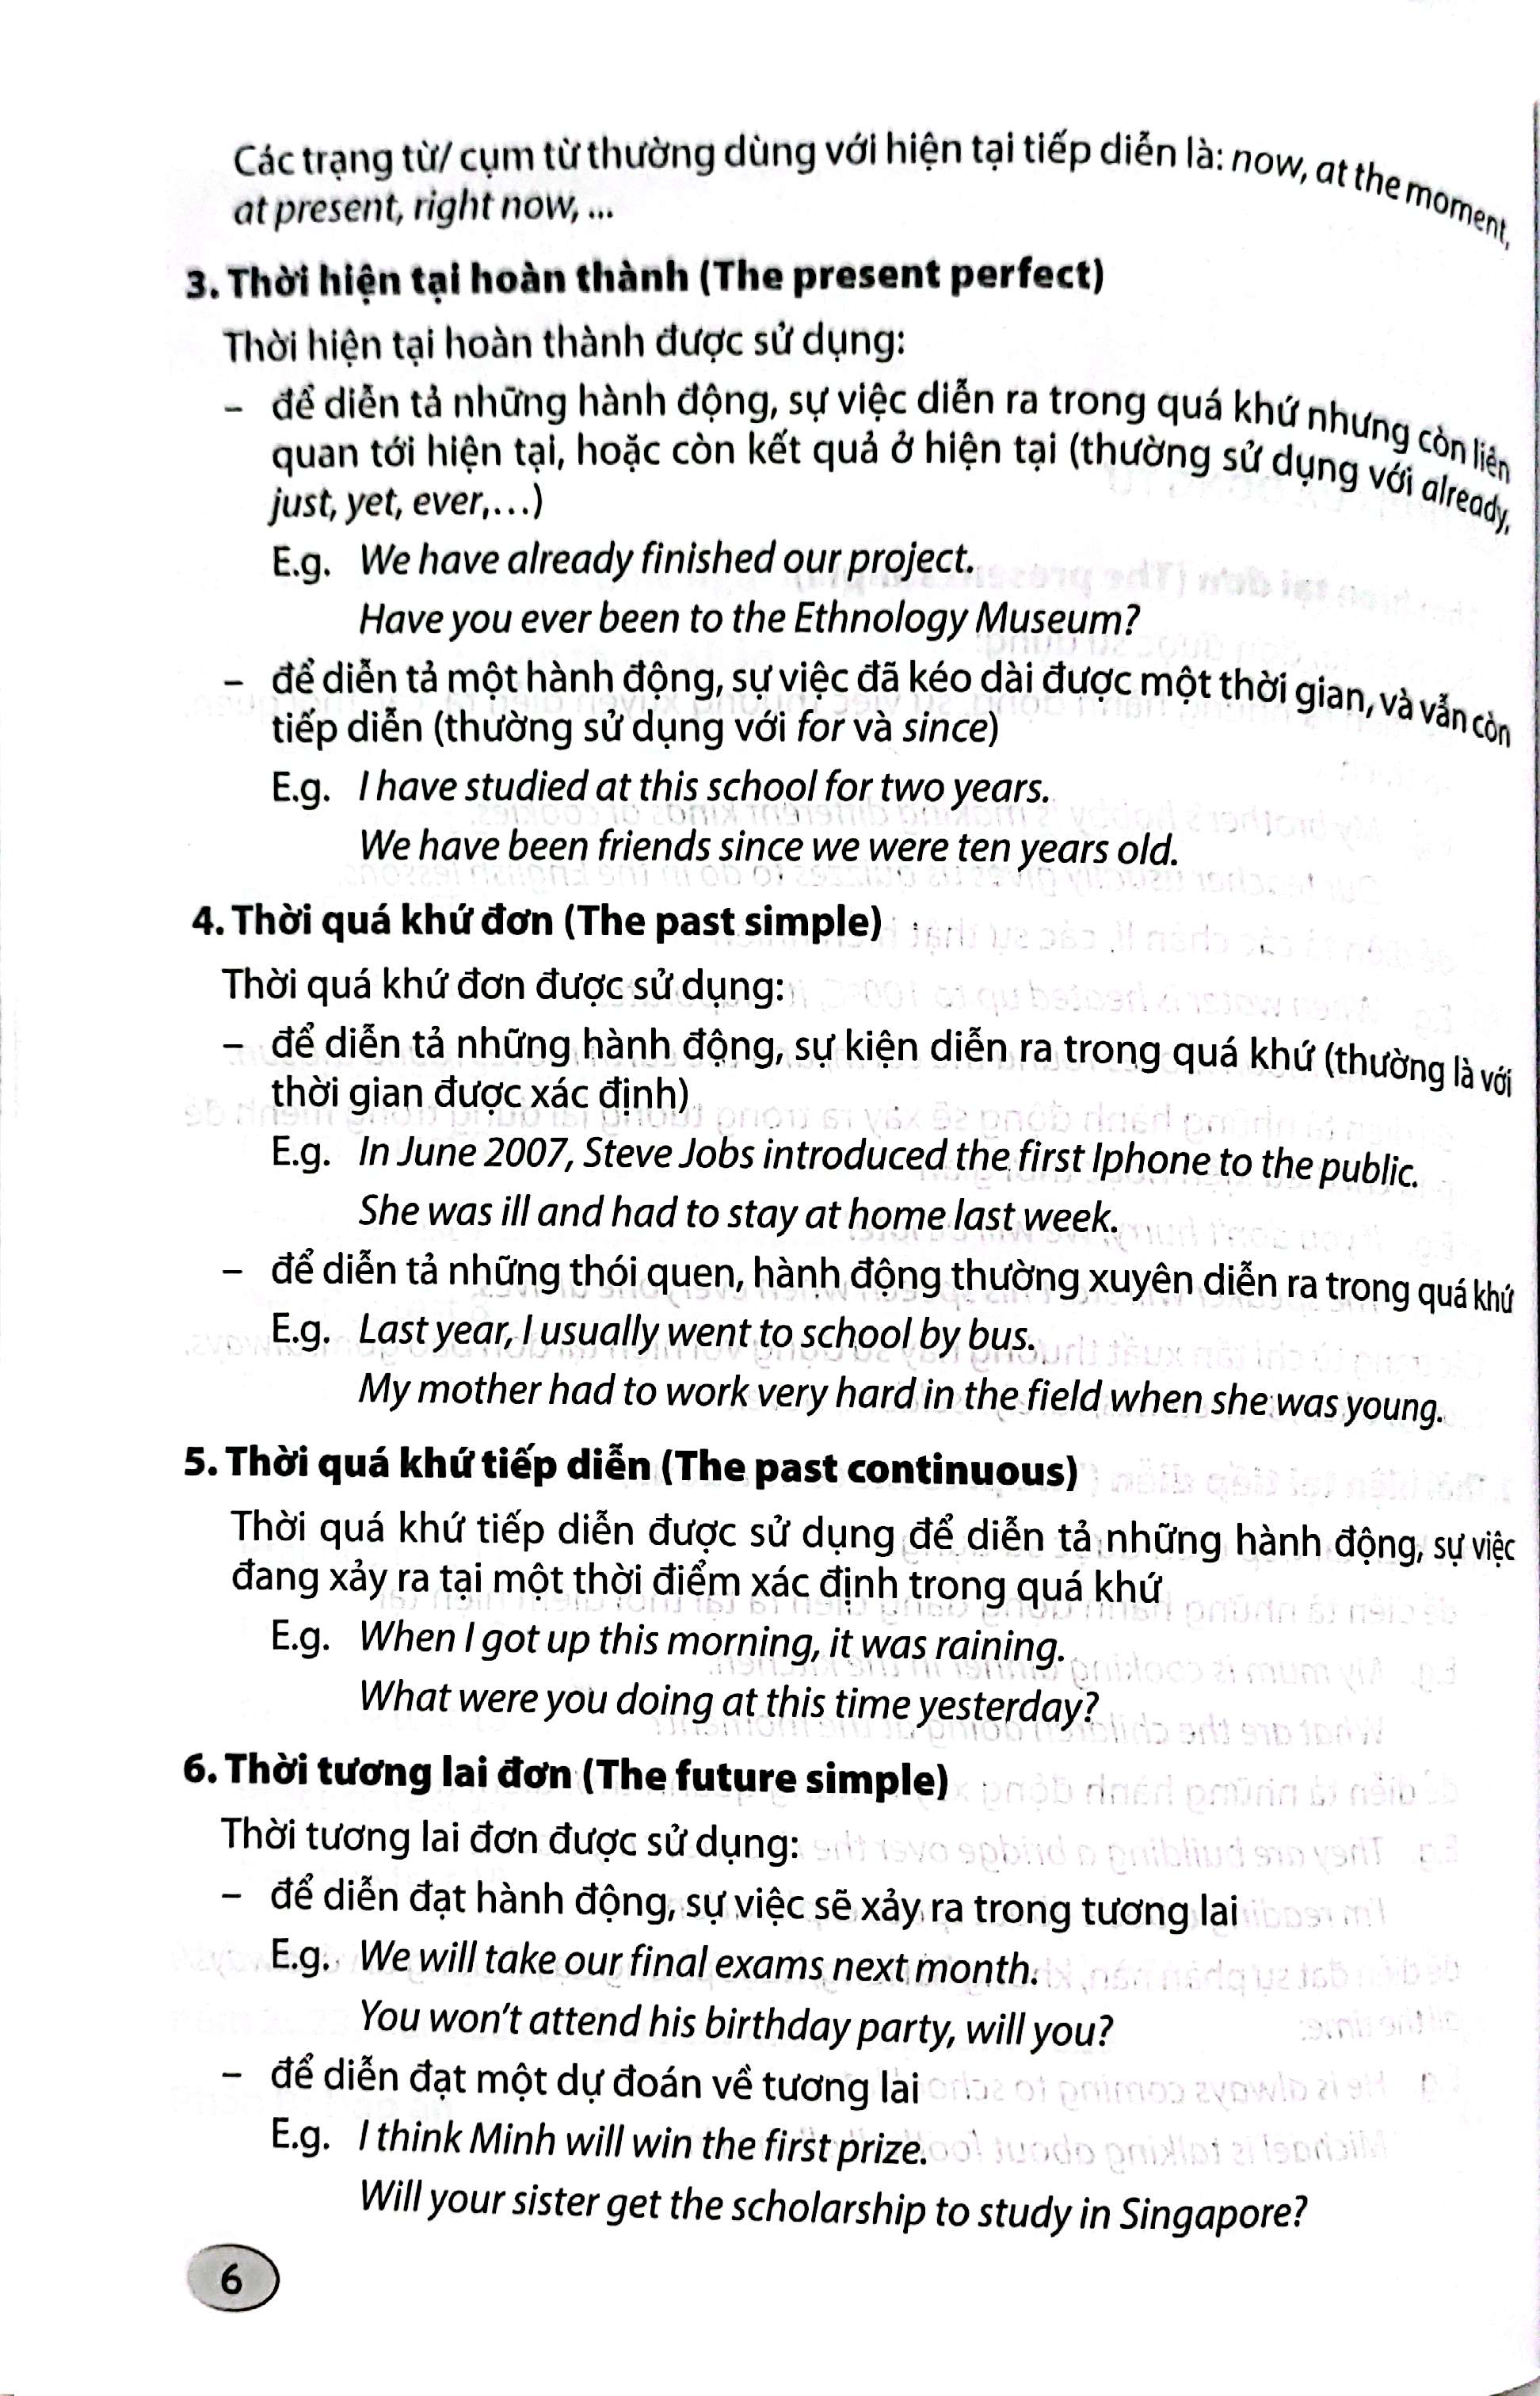 Các trạng từ/ cụm từ thường dùng với hiện tại tiếp diễn là: now, at the moment,
at present, right now, ...
3. Thời hiện tại hoàn thành (The present perfect)
Thời hiện tại hoàn thành được sử dụng:
– để diễn tả những hành động, sự việc diễn ra trong quá khứ nhưng còn liên
quan tới hiện tại, hoặc còn kết quả ở hiện tại (thường sử dụng với already,
just, yet, ever,...)
E.g. We have already finished our project.
Have you ever been to the Ethnology Museum?
– để diễn tả một hành động, sự việc đã kéo dài được một thời gian, và vẫn còn
tiếp diễn (thường sử dụng với for và since)
E.g. I have studied at this school for two years.
We have been friends since we were ten years old.
4. Thời quá khứ đơn (The past simple)
Thời quá khứ đơn được sử dụng:
– để diễn tả những hành động, sự kiện diễn ra trong quá khứ (thường là với
thời gian được xác định)
E.g. In June 2007, Steve Jobs introduced the first Iphone to the public.
She was ill and had to stay at home last week.
– để diễn tả những thói quen, hành động thường xuyên diễn ra trong quá khứ
E.g. Last year, I usually went to school by bus.
My mother had to work very hard in the field when she was young.
5. Thời quá khứ tiếp diễn (The past continuous)
Thời quá khứ tiếp diễn được sử dụng để diễn tả những hành động, sự việc
đang xảy ra tại một thời điểm xác định trong quá khứ
E.g. When I got up this morning, it was raining.
What were you doing at this time yesterday?
6. Thời tương lai đơn (The future simple)
Thời tương lai đơn được sử dụng:
– để diễn đạt hành động, sự việc sẽ xảy ra trong tương lai
E.g. We will take our final exams next month.
You won't attend his birthday party, will you?
– để diễn đạt một dự đoán về tương lai
E.g. I think Minh will win the first prize.
Will your sister get the scholarship to study in Singapore?
6